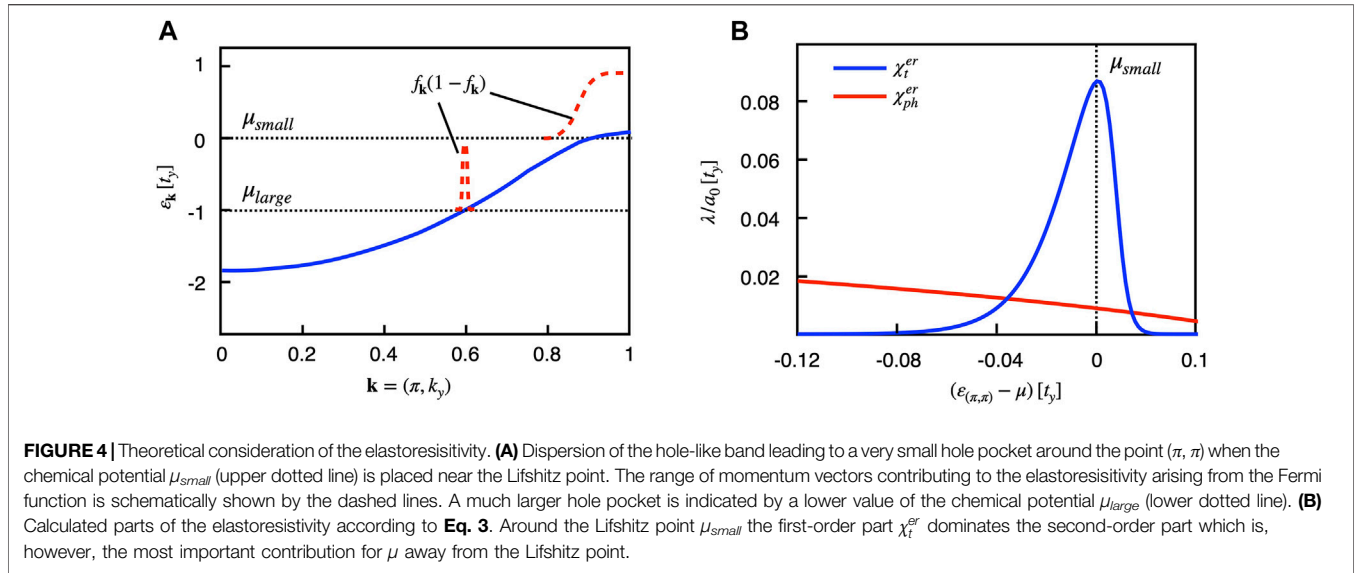 A
1
0
-1
-2
ε_k [t_y]
f_k(1 − f_k)
μ_small
μ_large
0
0.2
0.4
0.6
0.8
1
k = (π, k_y)
B
χ_t^er
χ_ph^er
μ_small
0.08
0.06
0.04
0.02
λ/a_0 [t_y]
-0.12
-0.08
-0.04
0
0.1
(ε_(π,π) − μ) [t_y]
FIGURE 4 | Theoretical consideration of the elastoresisitivity. (A) Dispersion of the hole-like band leading to a very small hole pocket around the point (π, π) when the
chemical potential μ_small (upper dotted line) is placed near the Lifshitz point. The range of momentum vectors contributing to the elastoresisitivity arising from the Fermi
function is schematically shown by the dashed lines. A much larger hole pocket is indicated by a lower value of the chemical potential μ_large (lower dotted line). (B)
Calculated parts of the elastoresisitivity according to Eq. 3. Around the Lifshitz point μ_small the first-order part χ_t^er dominates the second-order part which is,
however, the most important contribution for μ away from the Lifshitz point.